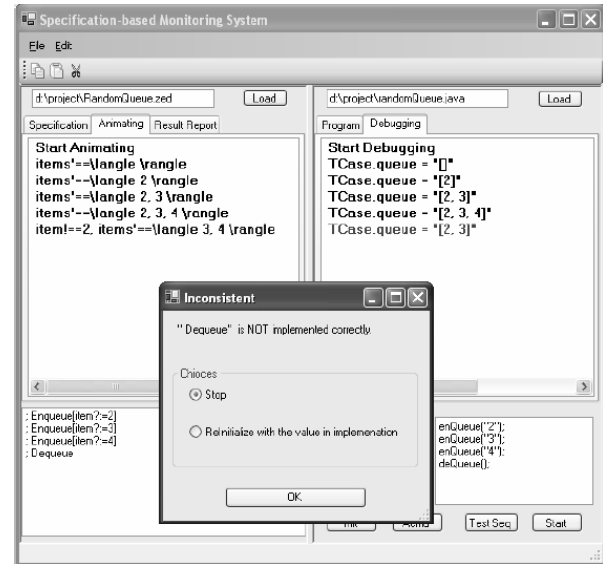 Specification-based Monitoring System
File Edit
d:\project\RandomQueue.zed
Load
d:\project\randomQueue.java
Load
Specification Animating Result Report
Program Debugging
Start Animating
items'==\langle \rangle
items'==\langle 2 \rangle
items'==\langle 2, 3 \rangle
items'==\langle 2, 3, 4 \rangle
item!==2, items'==\langle 3, 4 \rangle
Start Debugging
TCase.queue = "[]"
TCase.queue = "[2]"
TCase.queue = "[2, 3]"
TCase.queue = "[2, 3, 4]"
TCase.queue = "[2, 3]"
Inconsistent
"Dequeue" is NOT implemented correctly.
Chioces
Stop
Reinitialize with the value in implemenation
OK
; Enqueue[item?:=2]
; Enqueue[item?:=3]
; Enqueue[item?:=4]
; Dequeue
enQueue("2");
enQueue("3");
enQueue("4");
deQueue();
Test Seq
Start